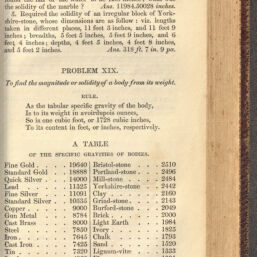 the solidity of the marble ? Ans. 11984.50028 inches.
5. Required the solidity of an irregular block of York-
shire-stone, whose dimensions are as follow : viz. lengths
taken in different places, 11 feet 3 inches, and 11 feet 9
inches ; breadths, 5 feet 3 inches, 5 feet 9 inches, and 6
feet 4 inches ; depths, 4 feet 5 inches, 4 feet 8 inches,
and 5 feet 2 inches. Ans. 318 ft. 7 in. 9 pa.
PROBLEM XIX.
To find the magnitude or solidity of a body from its weight.
RULE.
As the tabular specific gravity of the body,
Is to its weight in avoirdupois ounces,
So is one cubic foot, or 1728 cubic inches,
To its content in feet, or inches, respectively.
A TABLE
OF THE SPECIFIC GRAVITIES OF BODIES.
Fine Gold - 19640 Bristol-stone - 2510
Standard Gold - 18888 Portland-stone - 2496
Quick Silver - 14000 Mill-stone - 2484
Lead - 11325 Yorkshire-stone 2442
Fine Silver - 11091 Clay - 2160
Standard Silver - 10535 Grind-stone - 2143
Copper - 9000 Burford-stone - 2049
Gun Metal - 8784 Brick - 2000
Cast Brass - 8000 Light Earth - 1984
Steel - 7850 Ivory - 1825
Iron - 7645 Chalk - 1793
Cast Iron - 7425 Sand - 1520
Tin - 7320 Lignum-vitæ - 1333